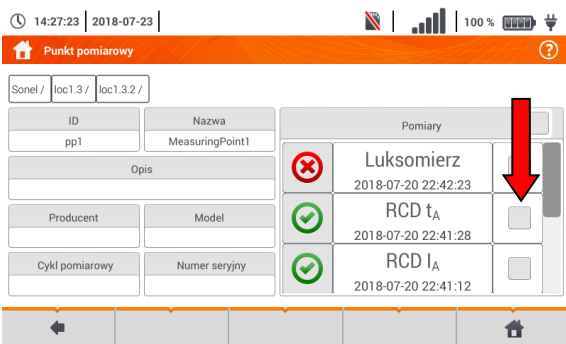 14:27:23 2018-07-23 100 %
Punkt pomiarowy ?
Sonel / loc1.3 / loc1.3.2 /
ID Nazwa Pomiary
pp1 MeasuringPoint1
Opis
Luksomierz
2018-07-20 22:42:23
Producent Model
RCD tA
2018-07-20 22:41:28
Cykl pomiarowy Numer seryjny
RCD IA
2018-07-20 22:41:12